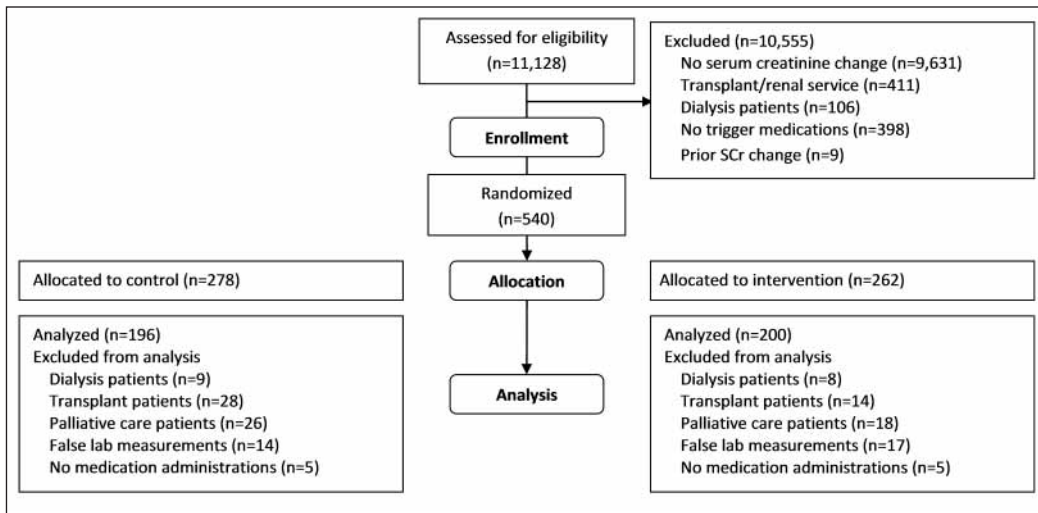 Assessed for eligibility
(n=11,128)
Excluded (n=10,555)
No serum creatinine change (n=9,631)
Transplant/renal service (n=411)
Dialysis patients (n=106)
No trigger medications (n=398)
Prior SCr change (n=9)
Enrollment
Randomized
(n=540)
Allocated to control (n=278)
Allocation
Allocated to intervention (n=262)
Analyzed (n=196)
Excluded from analysis
Dialysis patients (n=9)
Transplant patients (n=28)
Palliative care patients (n=26)
False lab measurements (n=14)
No medication administrations (n=5)
Analysis
Analyzed (n=200)
Excluded from analysis
Dialysis patients (n=8)
Transplant patients (n=14)
Palliative care patients (n=18)
False lab measurements (n=17)
No medication administrations (n=5)